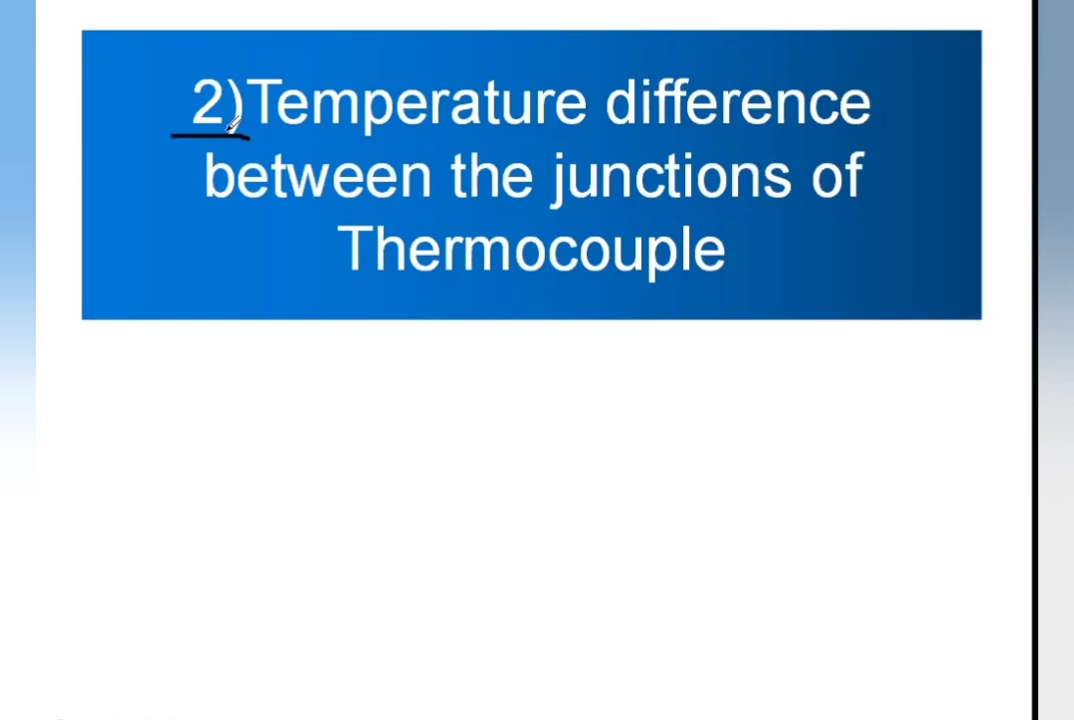 2)Temperature difference
between the junctions of
Thermocouple